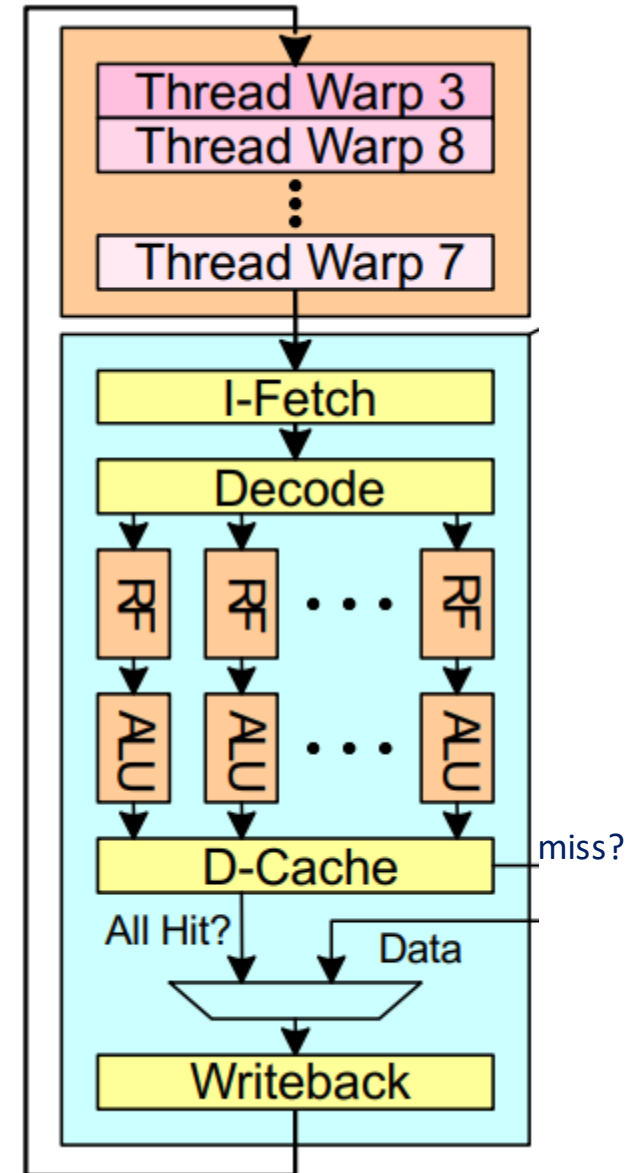 Thread Warp 3
Thread Warp 8
Thread Warp 7
I-Fetch
Decode
RF RF RF
ALU ALU ALU
D-Cache
miss?
All Hit?
Data
Writeback